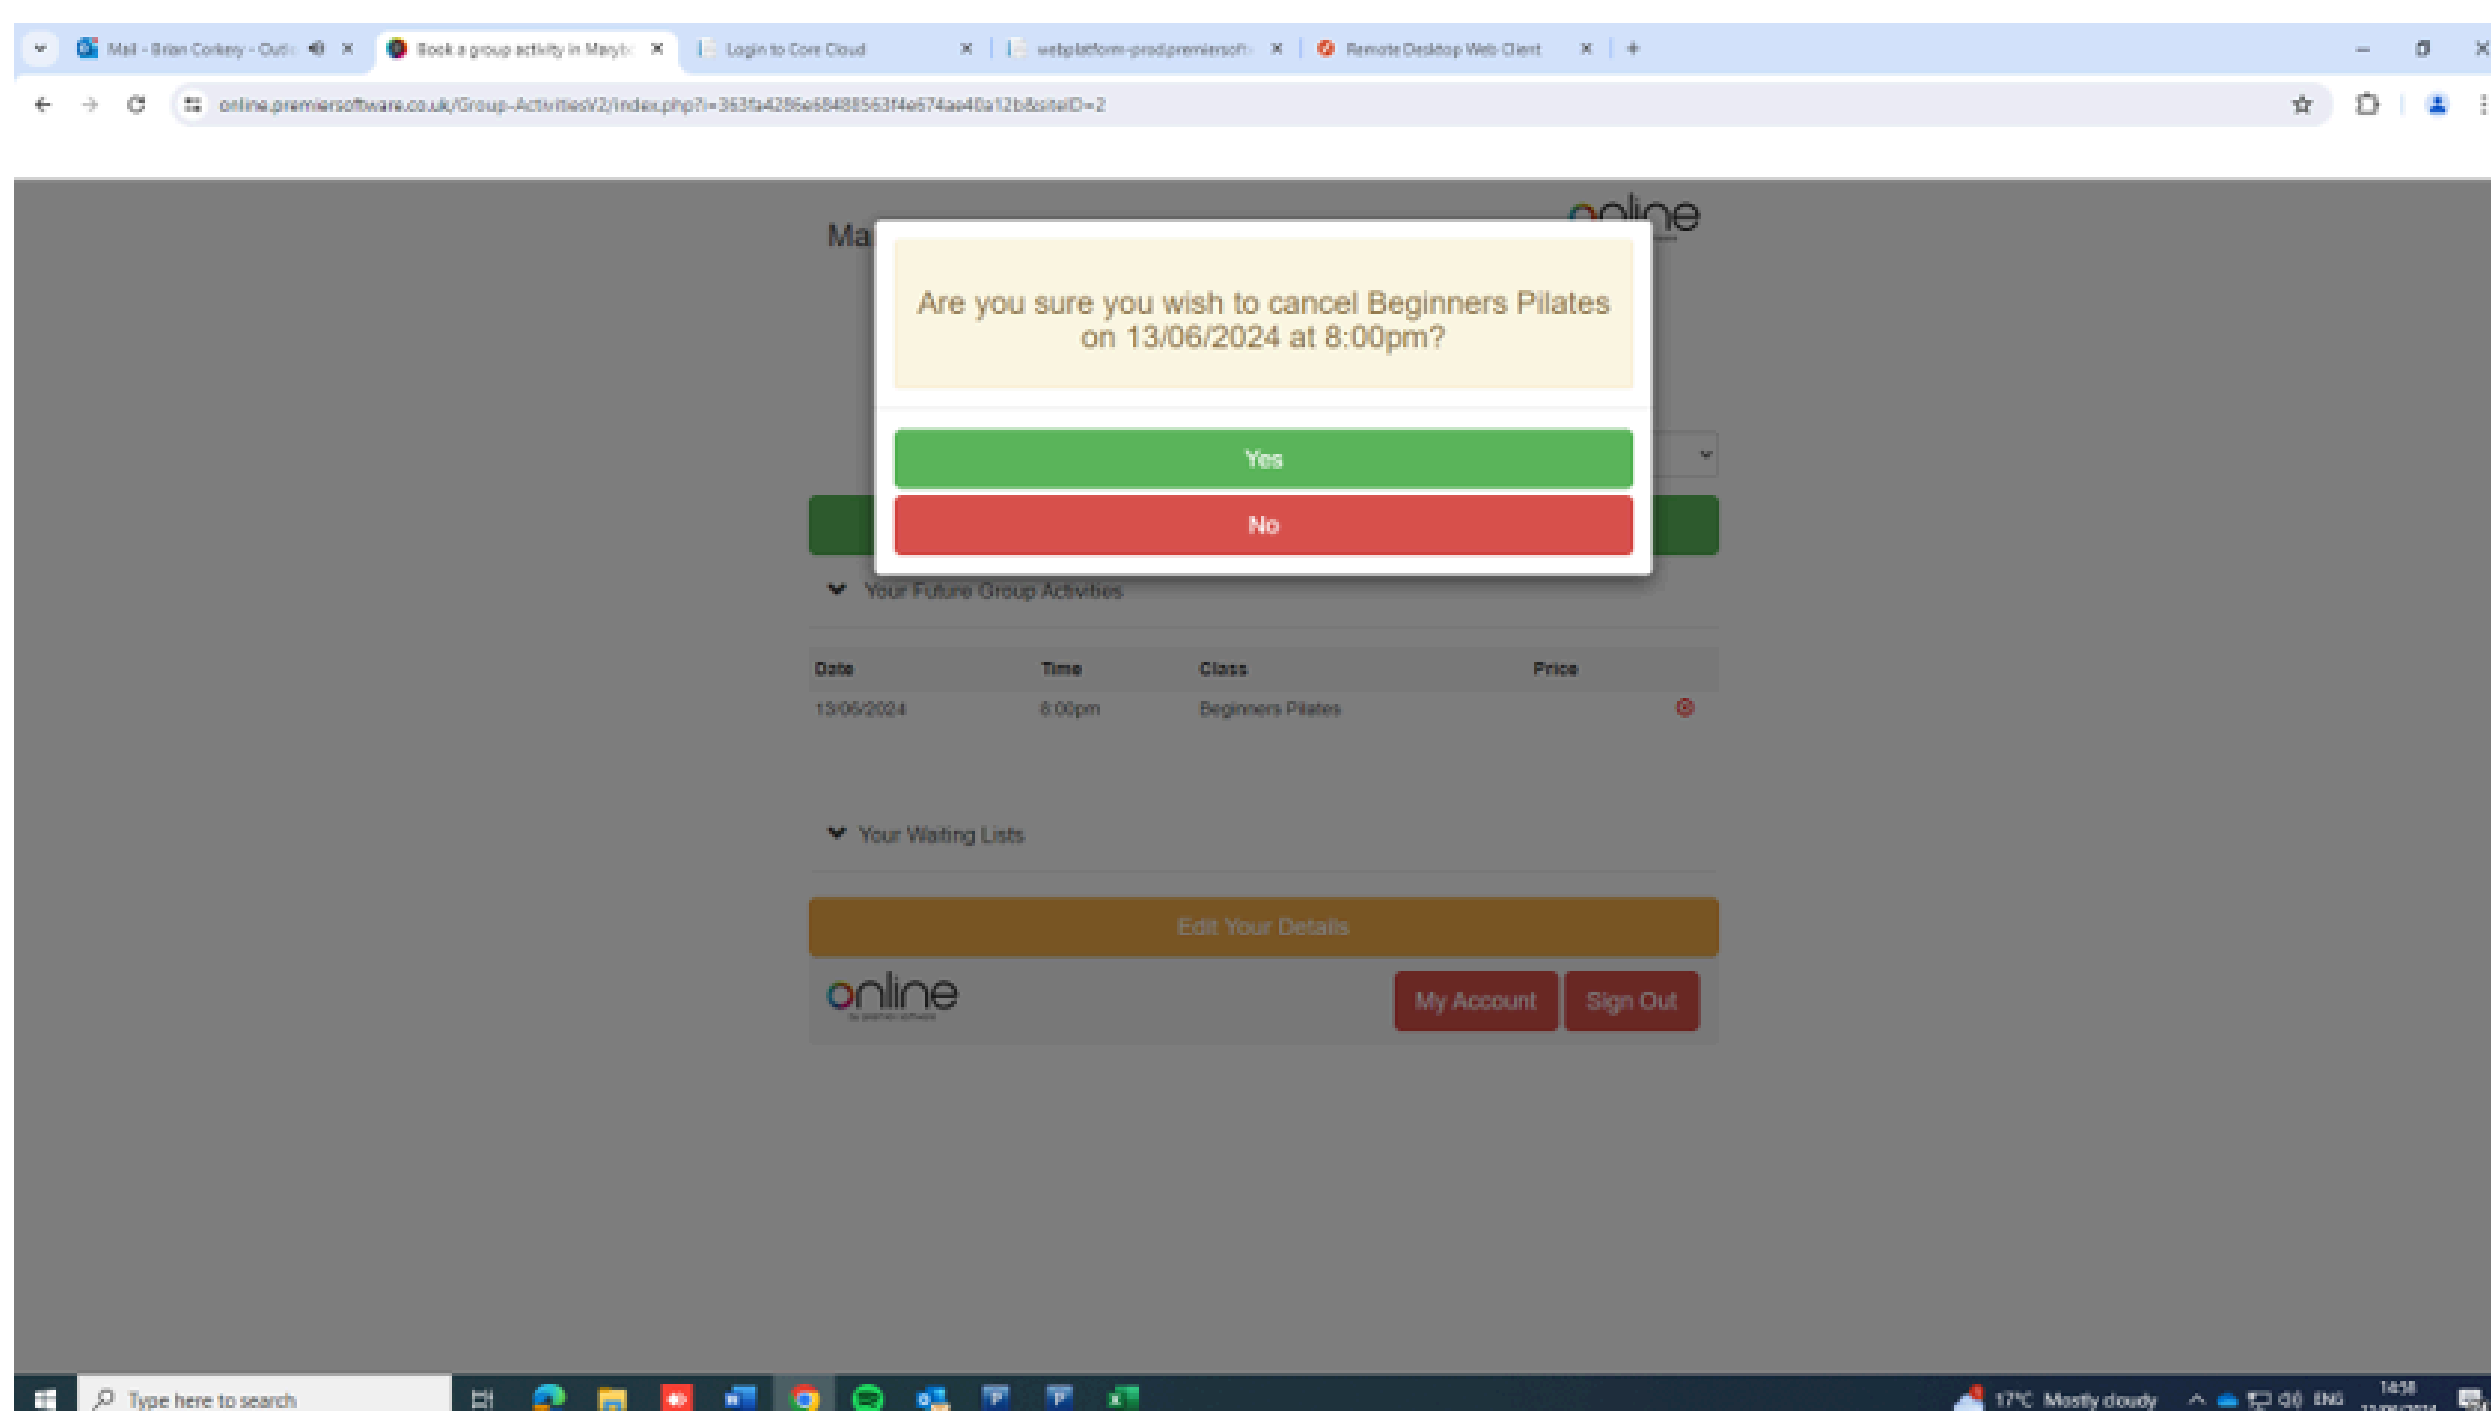 Mail - Brian Corkery - Outl
Book a group activity in Maryb
Login to Core Cloud
webplatform-prod.premiersoft
Remote Desktop Web Client
online.premiersoftware.co.uk/Group-ActivitiesV2/index.php?i=363fa4286e68488563f4e674ae40a12b&siteID=2
Ma
online
Are you sure you wish to cancel Beginners Pilates
on 13/06/2024 at 8:00pm?
Yes
No
Your Future Group Activities
Date Time Class Price
13/06/2024 8:00pm Beginners Pilates
Your Waiting Lists
Edit Your Details
online
by premier software
My Account Sign Out
Type here to search
17°C Mostly cloudy
ENG
14:58